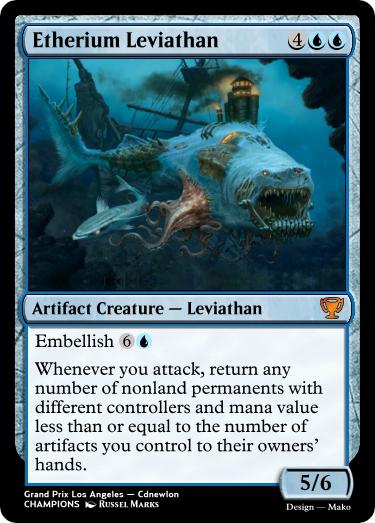 Etherium Leviathan 4
Artifact Creature — Leviathan
Embellish 6
Whenever you attack, return any
number of nonland permanents with
different controllers and mana value
less than or equal to the number of
artifacts you control to their owners'
hands.
5/6
Grand Prix Los Angeles — Cdnewlon
CHAMPIONS Russel Marks
Design — Mako